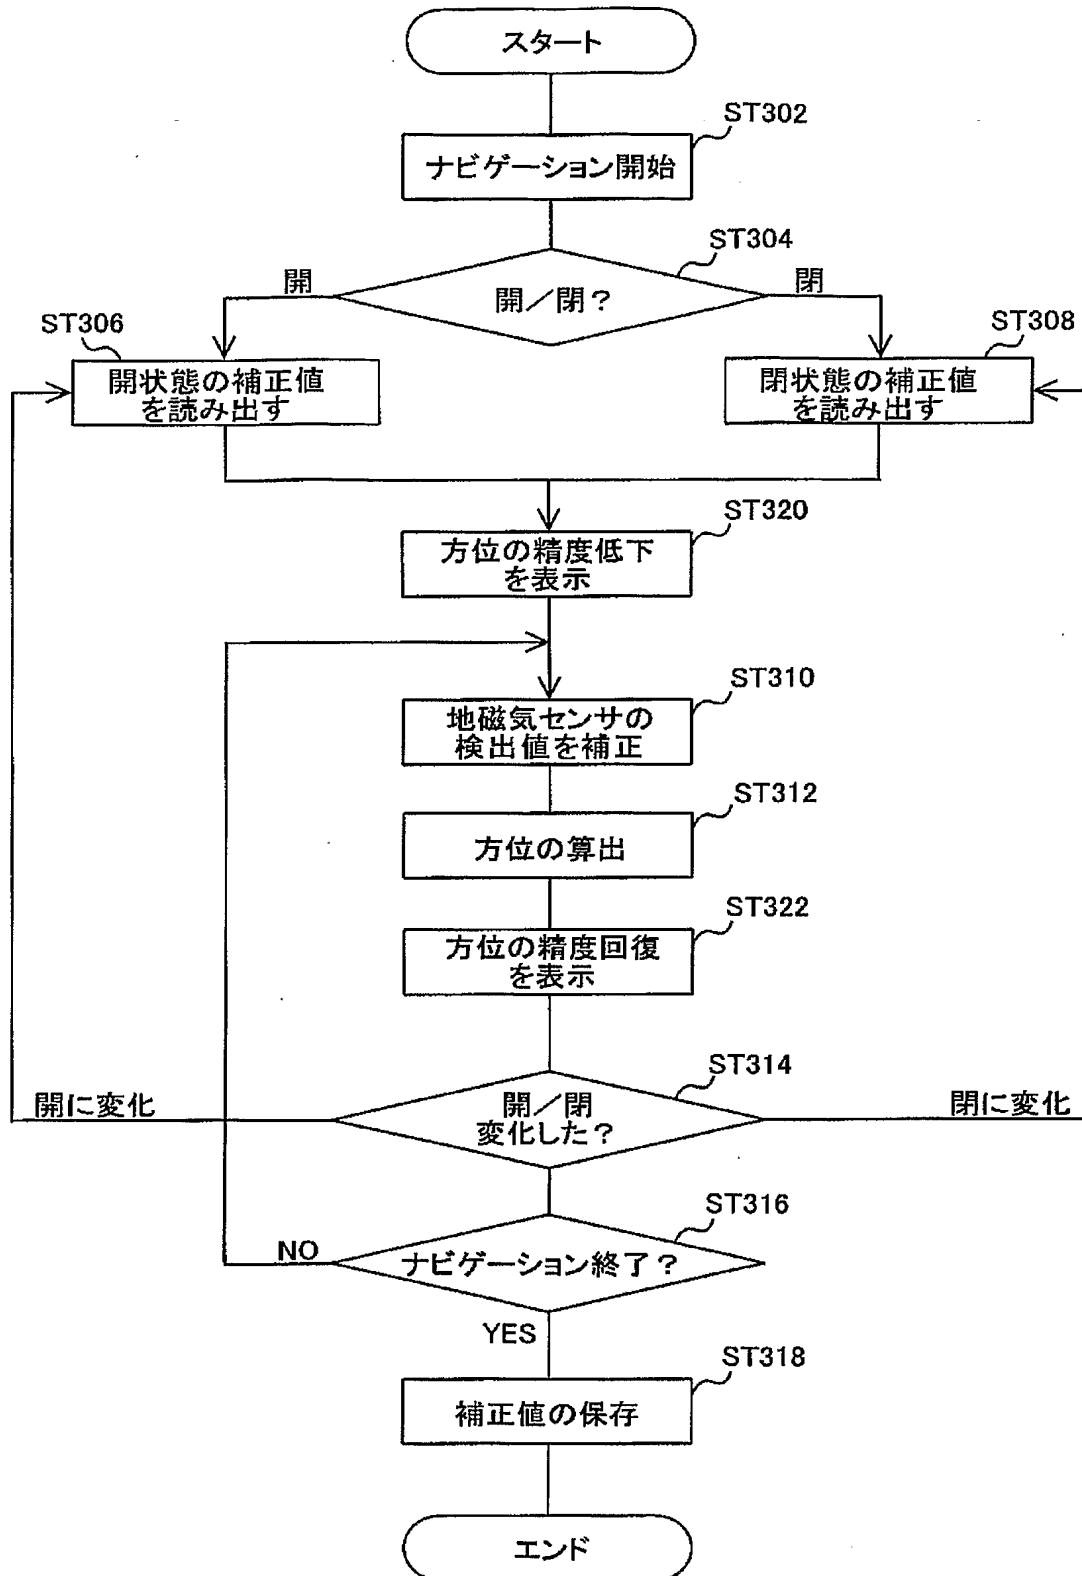 スタート
ST302
ナビゲーション開始
ST304
開
開／閉？
閉
ST306
開状態の補正値
を読み出す
ST308
閉状態の補正値
を読み出す
ST320
方位の精度低下
を表示
ST310
地磁気センサの
検出値を補正
ST312
方位の算出
ST322
方位の精度回復
を表示
ST314
開に変化
開／閉
変化した？
閉に変化
ST316
NO
ナビゲーション終了？
YES
ST318
補正値の保存
エンド